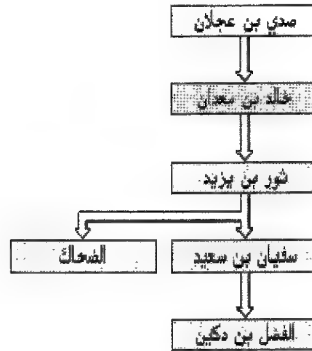 صدي بن عجلان
خالد بن معدان
ثور بن يزيد
سفيان بن سعيد
الضحاك
الفضل بن دكين